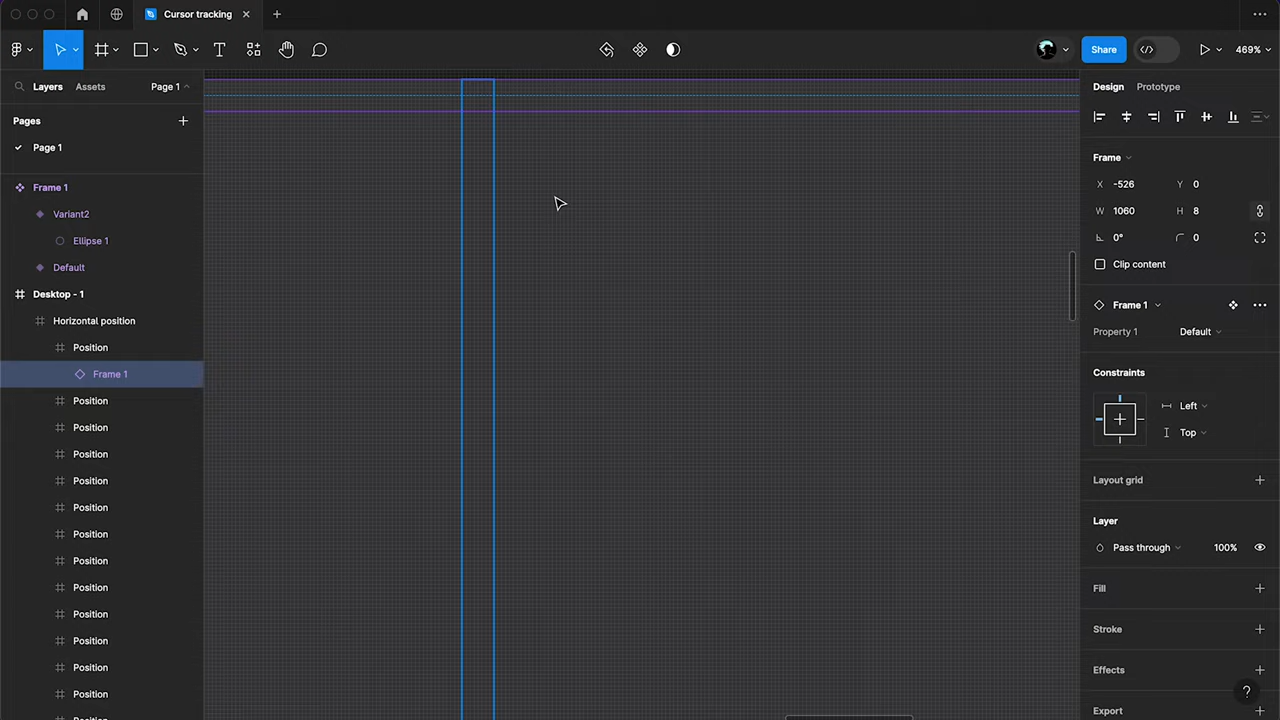 Cursor tracking
Share
469%
Layers
Assets
Page 1
Design
Prototype
Pages
Page 1
Frame 1
Variant2
Ellipse 1
Default
Desktop - 1
Horizontal position
Position
Frame 1
Position
Position
Position
Position
Position
Position
Position
Position
Position
Position
Position
Position
Frame
X -526 Y 0
W 1060 H 8
0° 0
Clip content
Frame 1
Property 1 Default
Constraints
Left
Top
Layout grid
Layer
Pass through 100%
Fill
Stroke
Effects
Export
?